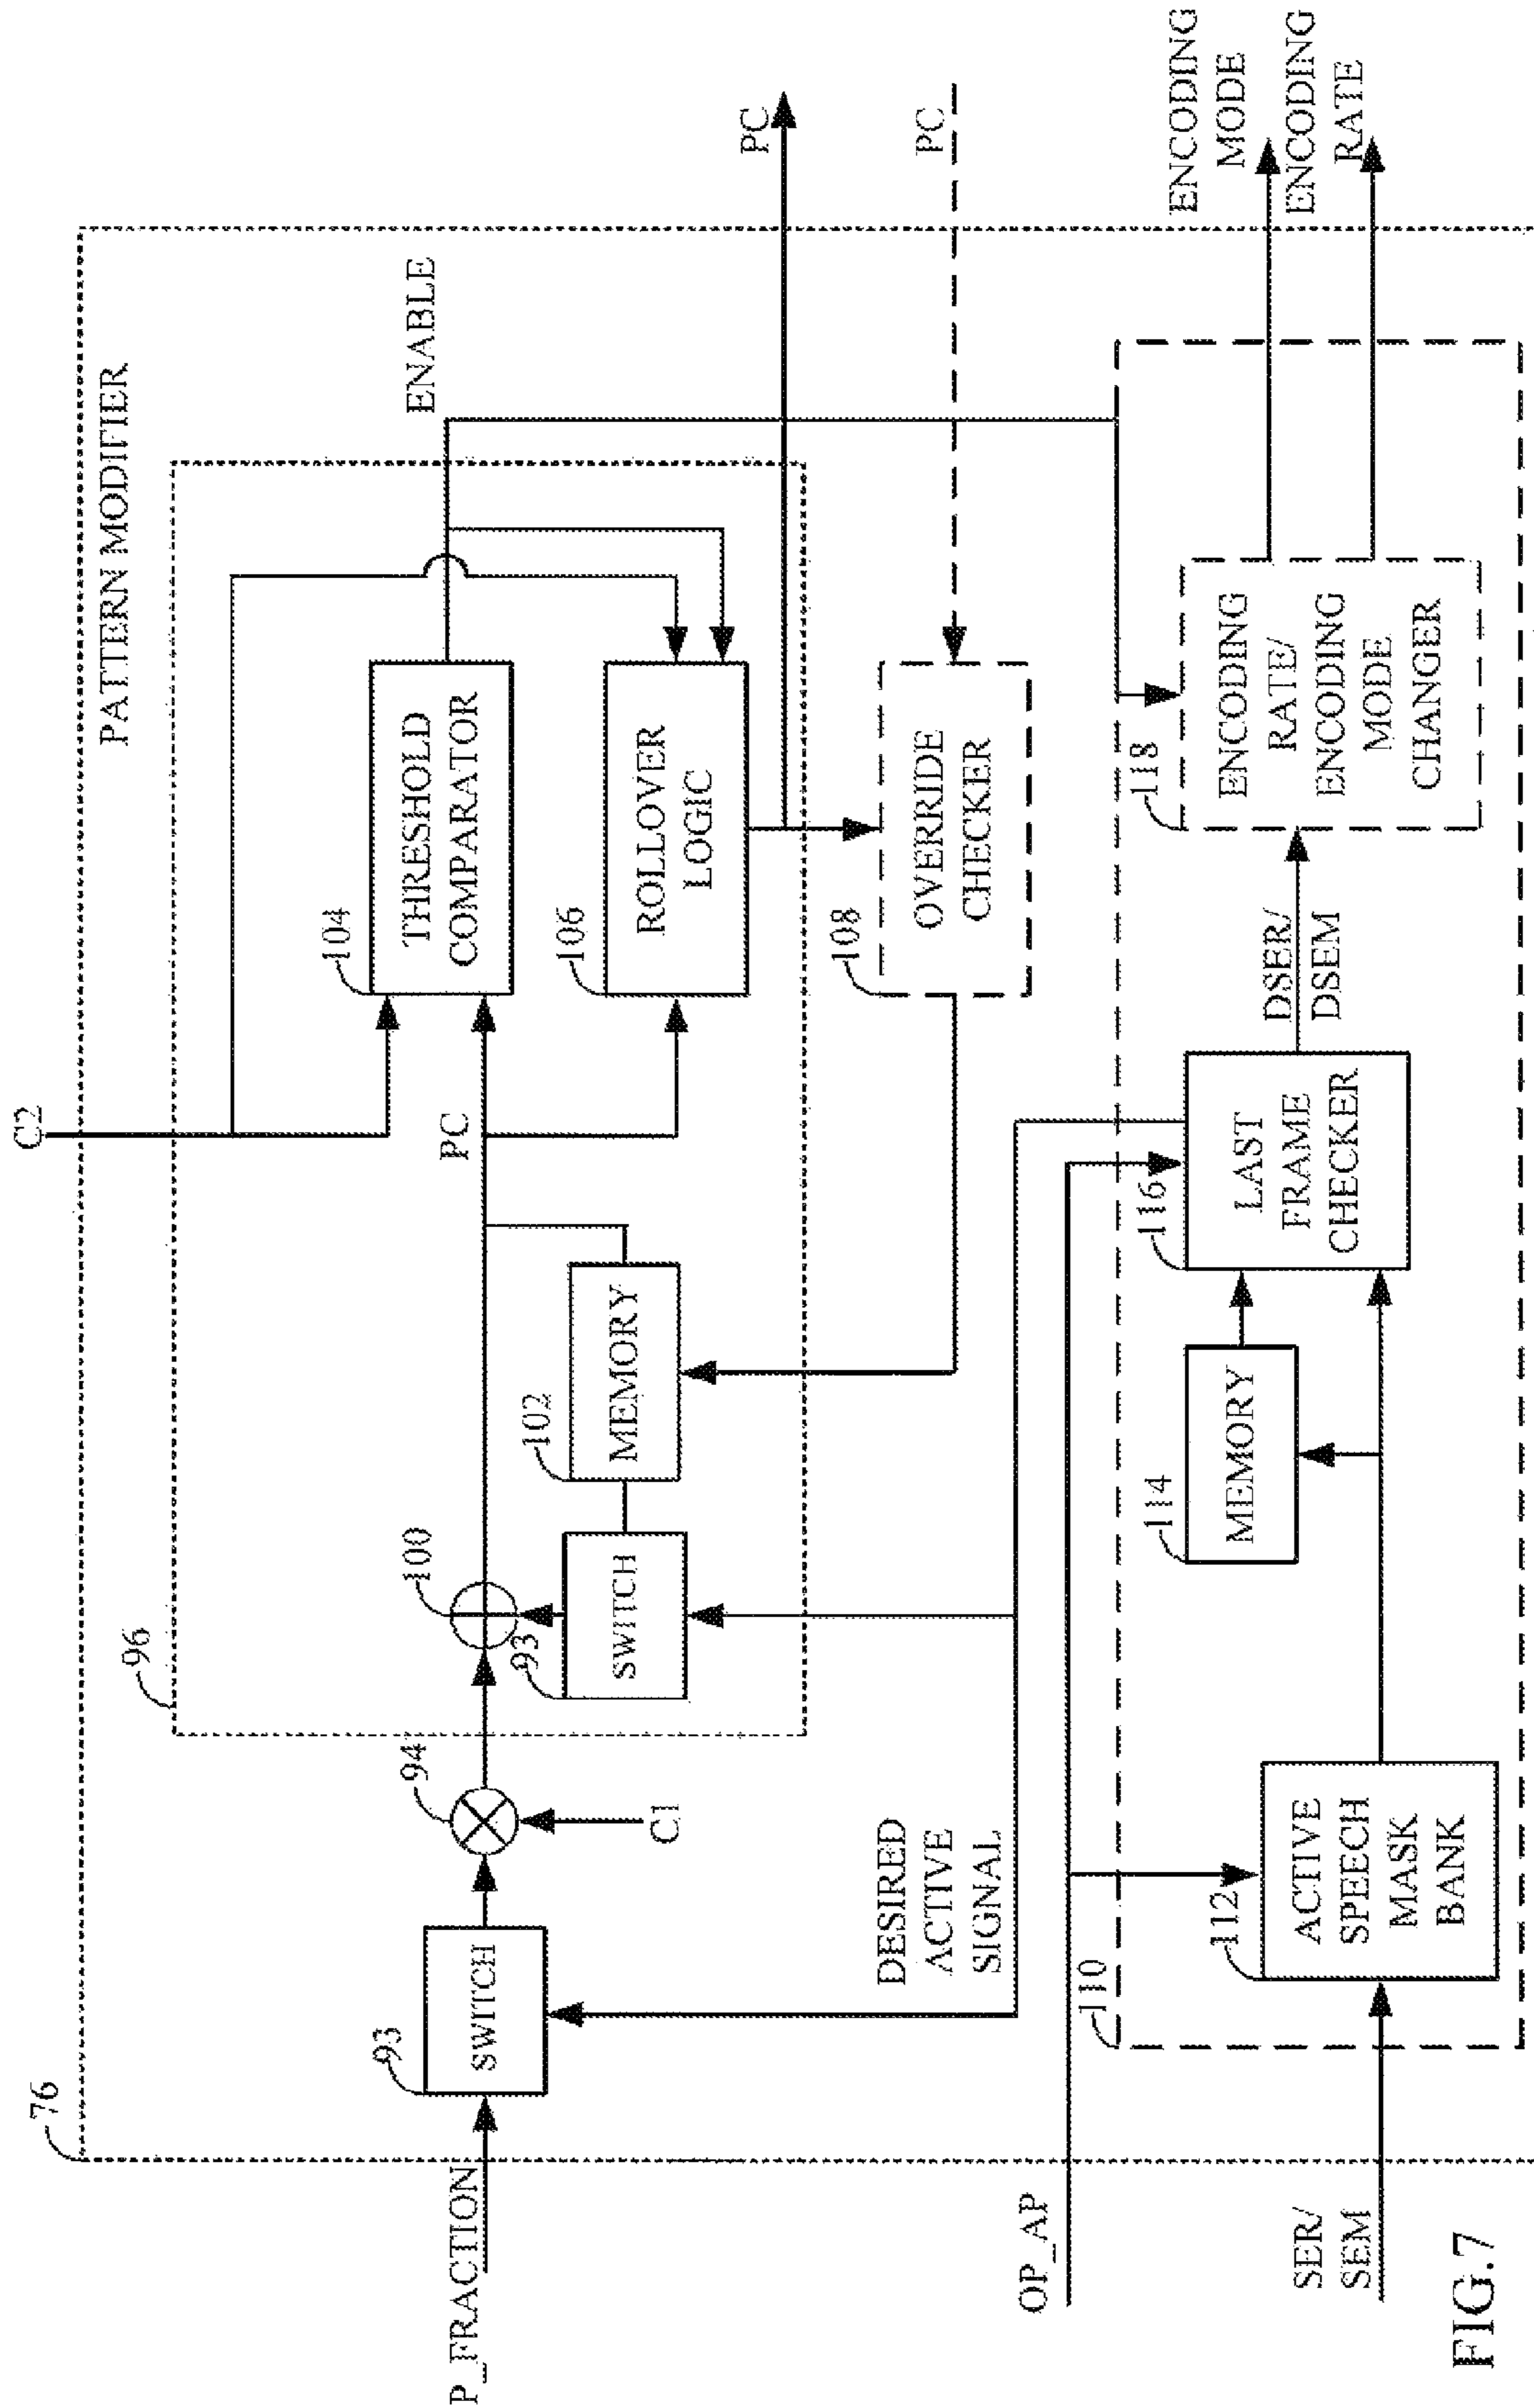 76
PATTERN MODIFIER
P_FRACTION
93
SWITCH
94
C1
96
100
93
SWITCH
102
MEMORY
C2
PC
104
THRESHOLD
COMPARATOR
ENABLE
106
ROLLOVER
LOGIC
PC
108
OVERRIDE
CHECKER
PC
DESIRED
ACTIVE
SIGNAL
OP_AP
110
SER/
SEM
112
ACTIVE
SPEECH
MASK
BANK
114
MEMORY
116
LAST
FRAME
CHECKER
DSER/
DSEM
118
ENCODING
RATE/
ENCODING
MODE
CHANGER
ENCODING
MODE
ENCODING
RATE
FIG.7